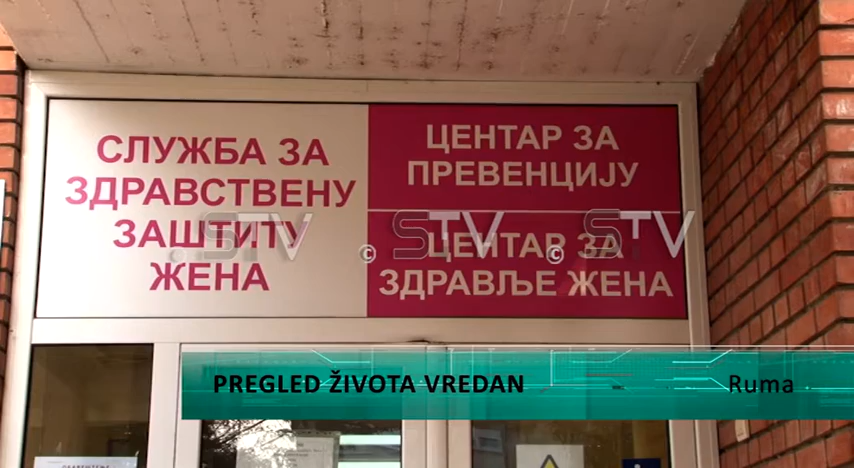 СЛУЖБА ЗА
ЗДРАВСТВЕНУ
ЗАШТИТУ
ЖЕНА
ЦЕНТАР ЗА
ПРЕВЕНЦИЈУ
ЦЕНТАР ЗА
ЗДРАВЉЕ ЖЕНА
© STV © STV © STV
PREGLED ŽIVOTA VREDAN
Ruma